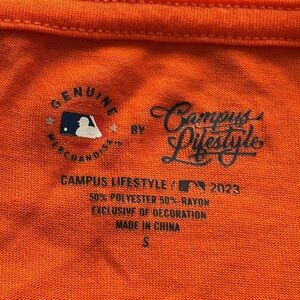 GENUINE
MERCHANDISE
BY
Campus
Lifestyle
CAMPUS LIFESTYLE / 2023
50% POLYESTER 50% RAYON
EXCLUSIVE OF DECORATION
MADE IN CHINA
S